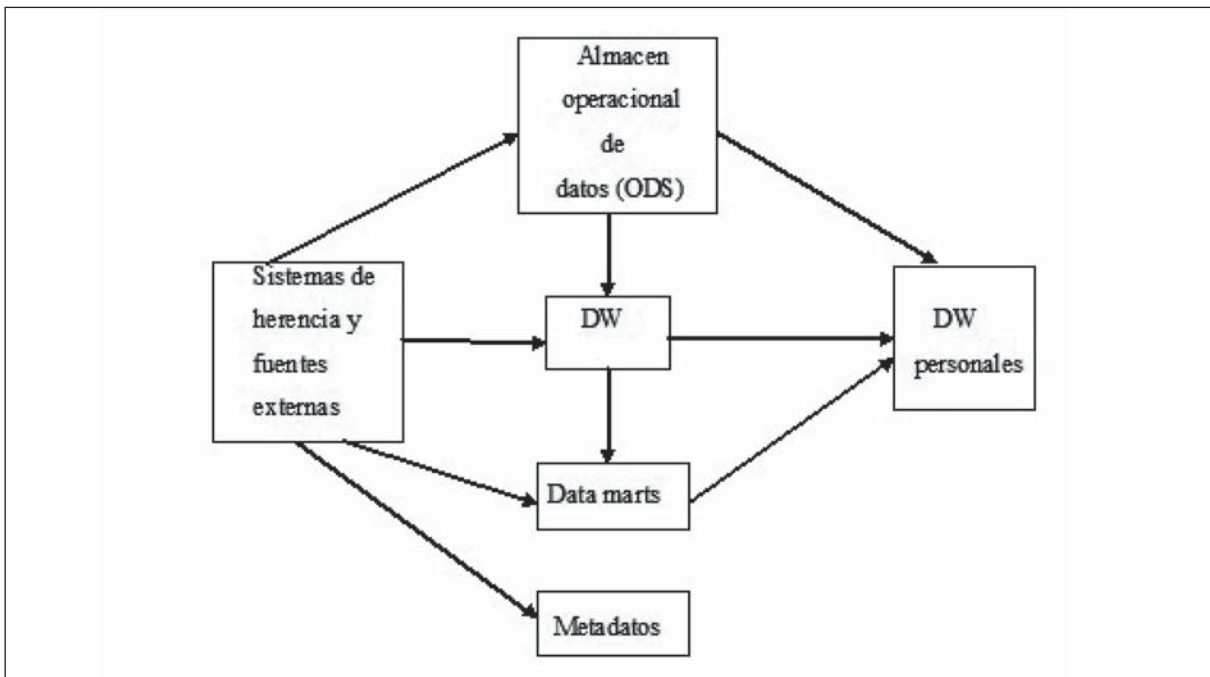 Almacen
operacional
de
datos (ODS)
Sistemas de
herencia y
fuentes
externas
DW
DW
personales
Data marts
Metadatos